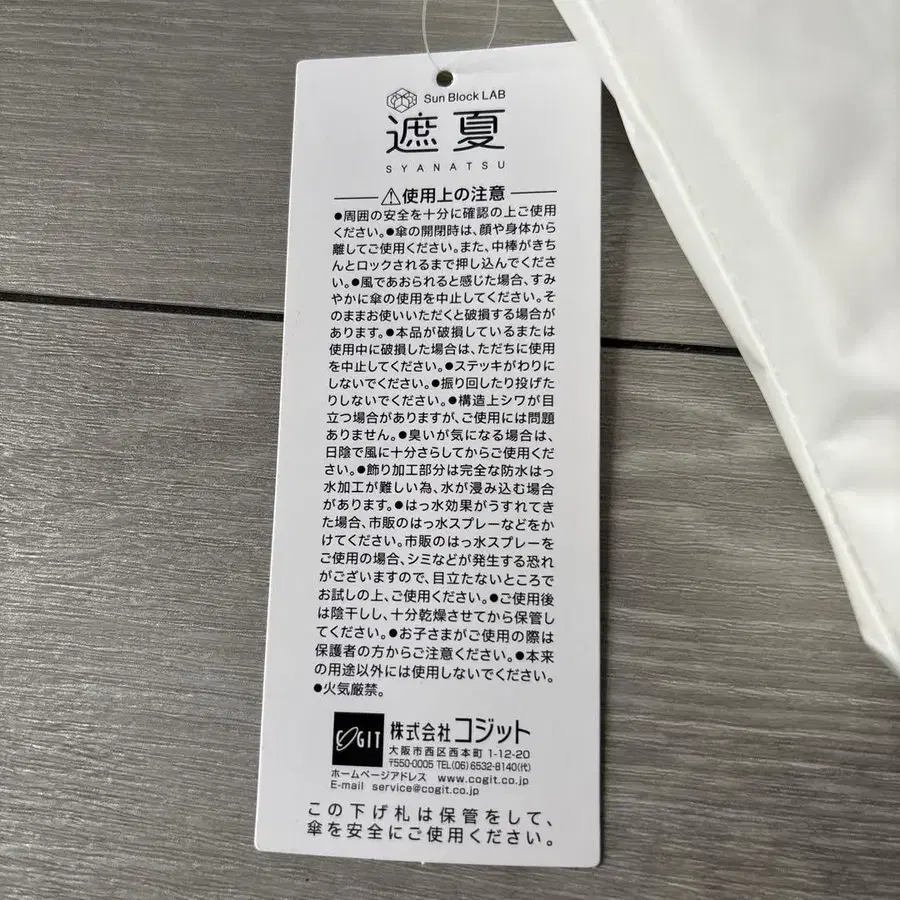 Sun Block LAB
遮夏
SYANATSU
⚠使用上の注意
●周囲の安全を十分に確認の上ご使用
ください。●傘の開閉時は、顔や身体から
離してご使用ください。また、中棒がきち
んとロックされるまで押し込んでくださ
い。●風であおられると感じた場合、すみ
やかに傘の使用を中止してください。そ
のままお使いいただくと破損する場合が
あります。●本品が破損しているまたは
使用中に破損した場合は、ただちに使用
を中止してください。●ステッキがわりに
しないでください。●振り回したり投げた
りしないでください。●構造上シワが目
立つ場合がありますが、ご使用には問題
ありません。●臭いが気になる場合は、
日陰で風に十分さらしてからご使用くだ
さい。●飾り加工部分は完全な防水はっ
水加工が難しい為、水が浸み込む場合
があります。●はっ水効果がうすれてき
た場合、市販のはっ水スプレーなどをか
けてください。市販のはっ水スプレーを
ご使用の場合、シミなどが発生する恐れ
がございますので、目立たないところで
お試しの上、ご使用ください。●ご使用後
は陰干しし、十分乾燥させてから保管し
てください。●お子さまがご使用の際は
保護者の方からご注意ください。●本来
の用途以外には使用しないでください。
●火気厳禁。
COGIT 株式会社コジット
大阪市西区西本町 1-12-20
〒550-0005 TEL(06)6532-8140(代)
ホームページアドレス www.cogit.co.jp
E-mail service@cogit.co.jp
この下げ札は保管をして、
傘を安全にご使用ください。